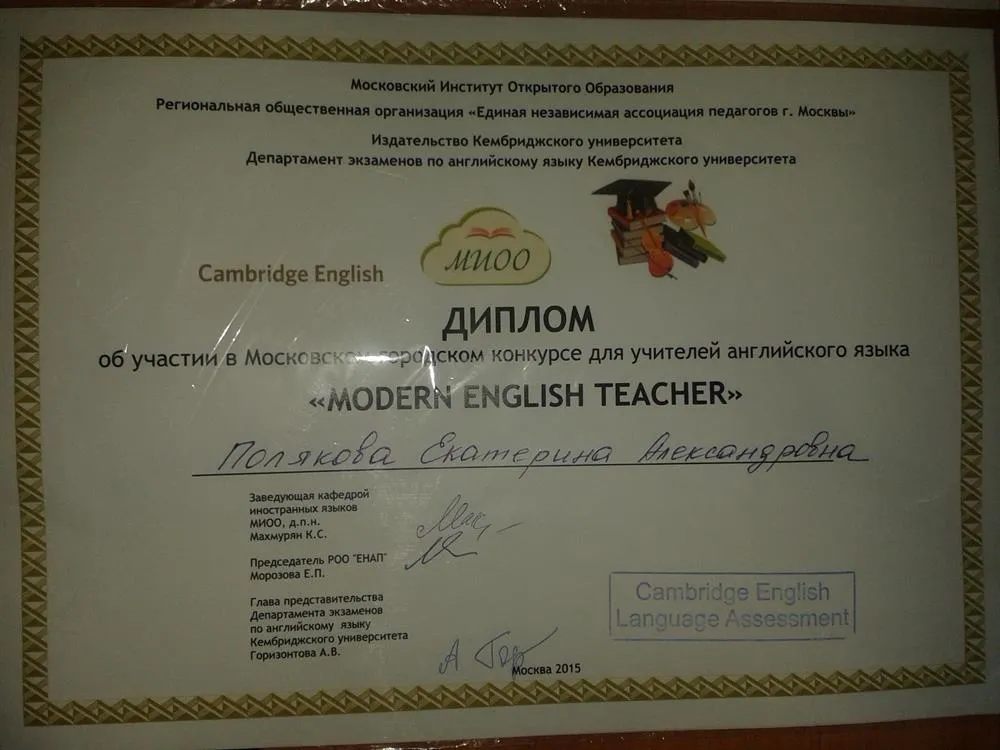 Московский Институт Открытого Образования
Региональная общественная организация «Единая независимая ассоциация педагогов г. Москвы»
Издательство Кембриджского университета
Департамент экзаменов по английскому языку Кембриджского университета
Cambridge English
МИОО
ДИПЛОМ
об участии в Московском городском конкурсе для учителей английского языка
«MODERN ENGLISH TEACHER»
Полякова Екатерина Александровна
Заведующая кафедрой
иностранных языков
МИОО, д.п.н.
Махмурян К.С.
Председатель РОО "ЕНАП"
Морозова Е.П.
Глава представительства
Департамента экзаменов
по английскому языку
Кембриджского университета
Горизонтова А.В.
Cambridge English
Language Assessment
Москва 2015